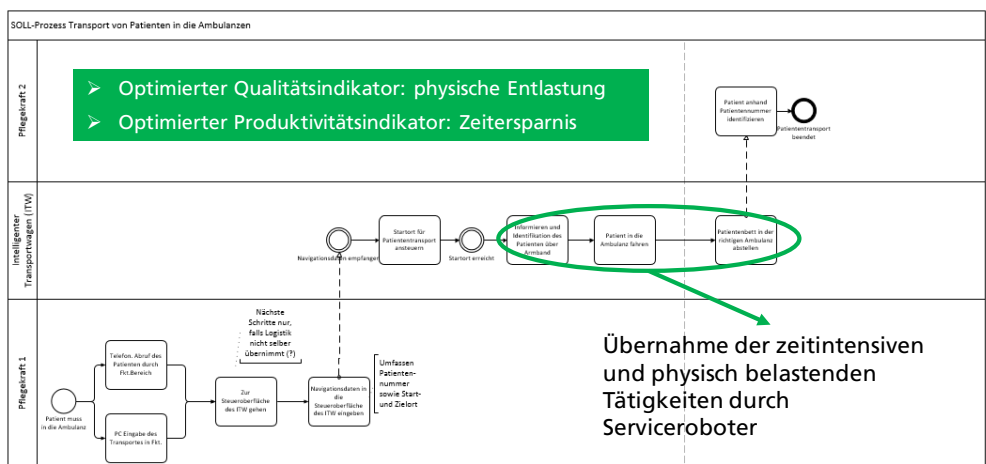 SOLL-Prozess Transport von Patienten in die Ambulanzen
Pflegekraft 2
➢ Optimierter Qualitätsindikator: physische Entlastung
➢ Optimierter Produktivitätsindikator: Zeitersparnis
Patient anhand
Patientennummer
identifizieren
Patiententransport
beendet
Intelligenter
Transportwagen (ITW)
Navigationsdaten empfangen
Startort für
Patiententransport
ansteuern
Startort erreicht
Informieren und
Identifikation des
Patienten über
Armband
Patient in die
Ambulanz fahren
Patientenbett in der
richtigen Ambulanz
abstellen
Pflegekraft 1
Patient muss
in die Ambulanz
Telefon. Abruf des
Patienten durch
Fkt.Bereich
PC Eingabe des
Transportes in Fkt.
Nächste
Schritte nur,
falls Logistik
nicht selber
übernimmt (?)
Zur
Steueroberfläche
des ITW gehen
Navigationsdaten in
die
Steueroberfläche
des ITW eingeben
Umfassen
Patienten-
nummer
sowie Start-
und Zielort
Übernahme der zeitintensiven
und physisch belastenden
Tätigkeiten durch
Serviceroboter